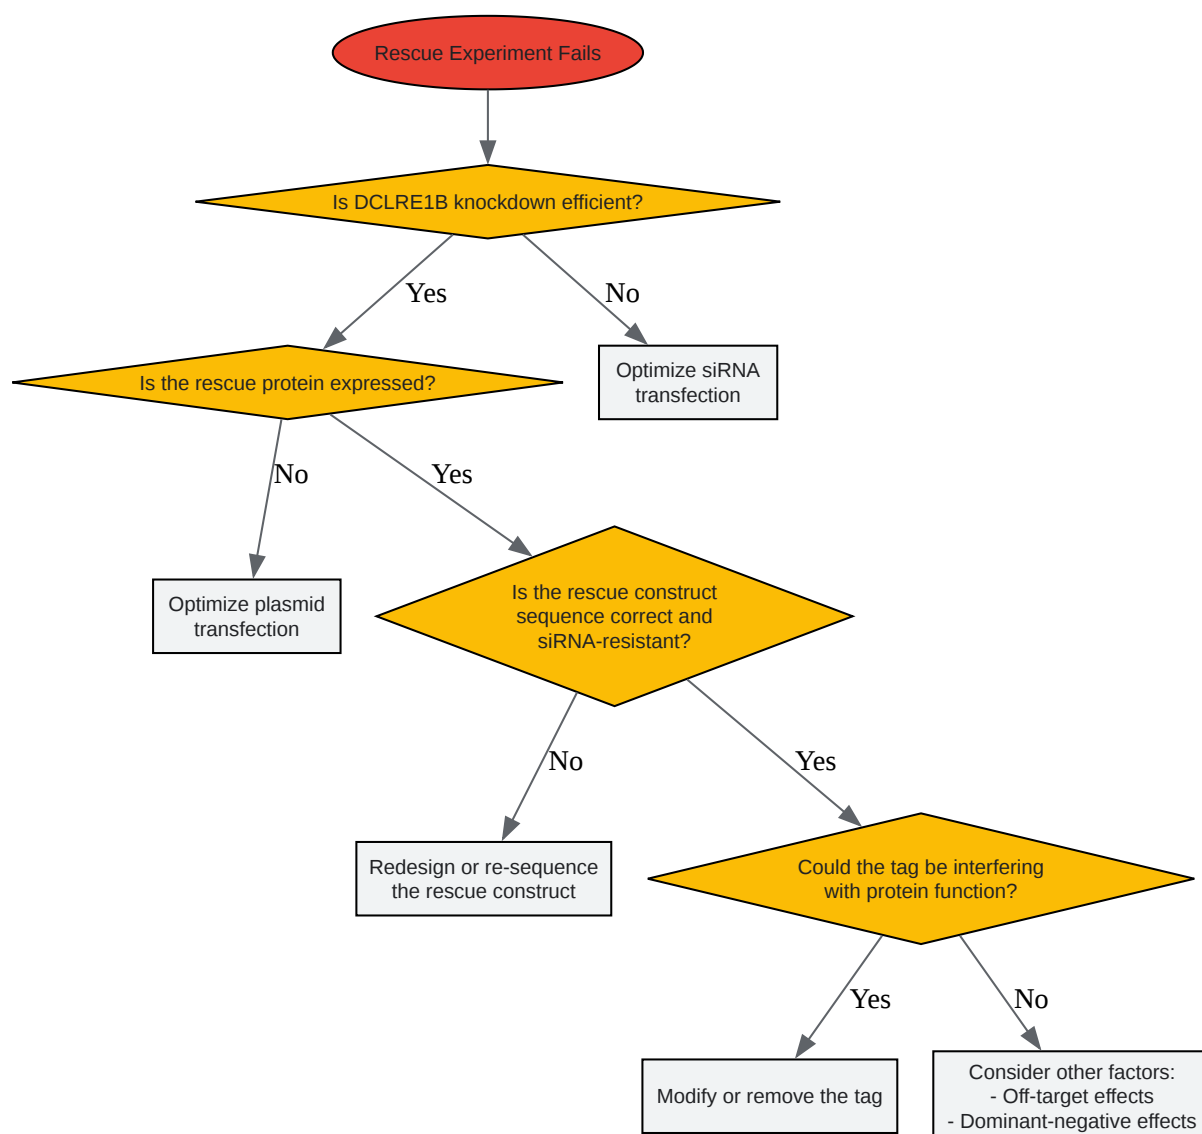 Rescue Experiment Fails
Is DCLRE1B knockdown efficient?
Yes
No
Is the rescue protein expressed?
Optimize siRNA
transfection
No
Yes
Optimize plasmid
transfection
Is the rescue construct
sequence correct and
siRNA-resistant?
No
Yes
Redesign or re-sequence
the rescue construct
Could the tag be interfering
with protein function?
Yes
No
Modify or remove the tag
Consider other factors:
- Off-target effects
- Dominant-negative effects